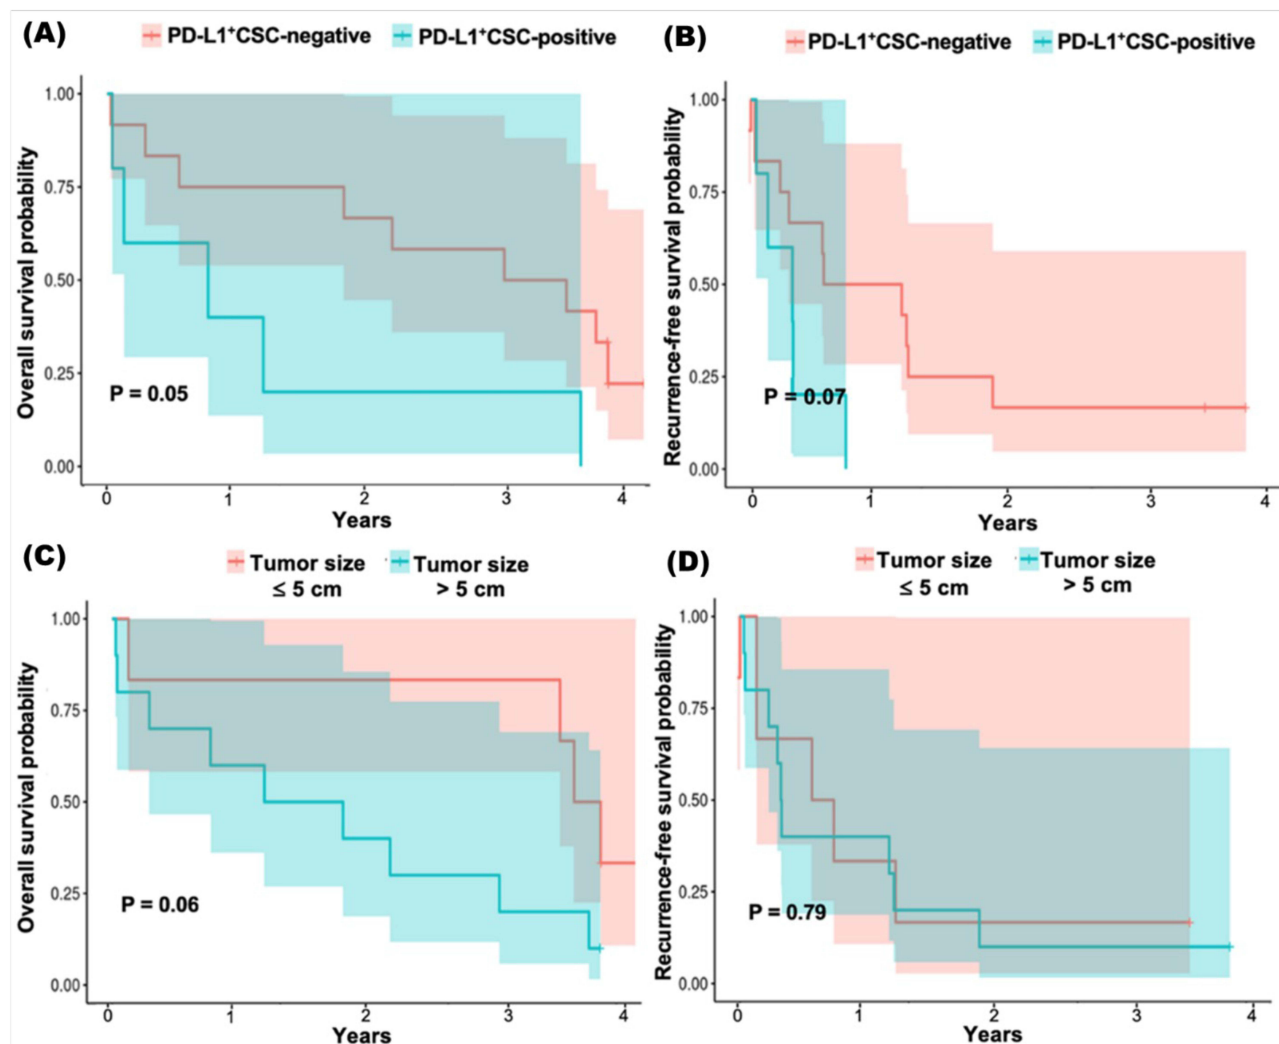 (A)
PD-L1⁺CSC-negative PD-L1⁺CSC-positive
Overall survival probability
1.00
0.75
0.50
0.25
0.00
P = 0.05
0 1 2 3 4
Years
(B)
PD-L1⁺CSC-negative PD-L1⁺CSC-positive
Recurrence-free survival probability
1.00
0.75
0.50
0.25
0.00
P = 0.07
0 1 2 3 4
Years
(C)
Tumor size Tumor size
≤ 5 cm > 5 cm
Overall survival probability
1.00
0.75
0.50
0.25
0.00
P = 0.06
0 1 2 3 4
Years
(D)
Tumor size Tumor size
≤ 5 cm > 5 cm
Recurrence-free survival probability
1.00
0.75
0.50
0.25
0.00
P = 0.79
0 1 2 3 4
Years